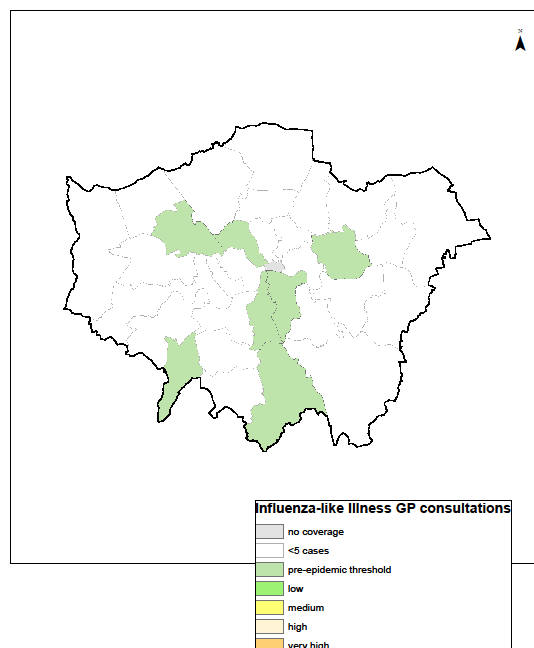 N
Influenza-like Illness GP consultations
no coverage
<5 cases
pre-epidemic threshold
low
medium
high
very high